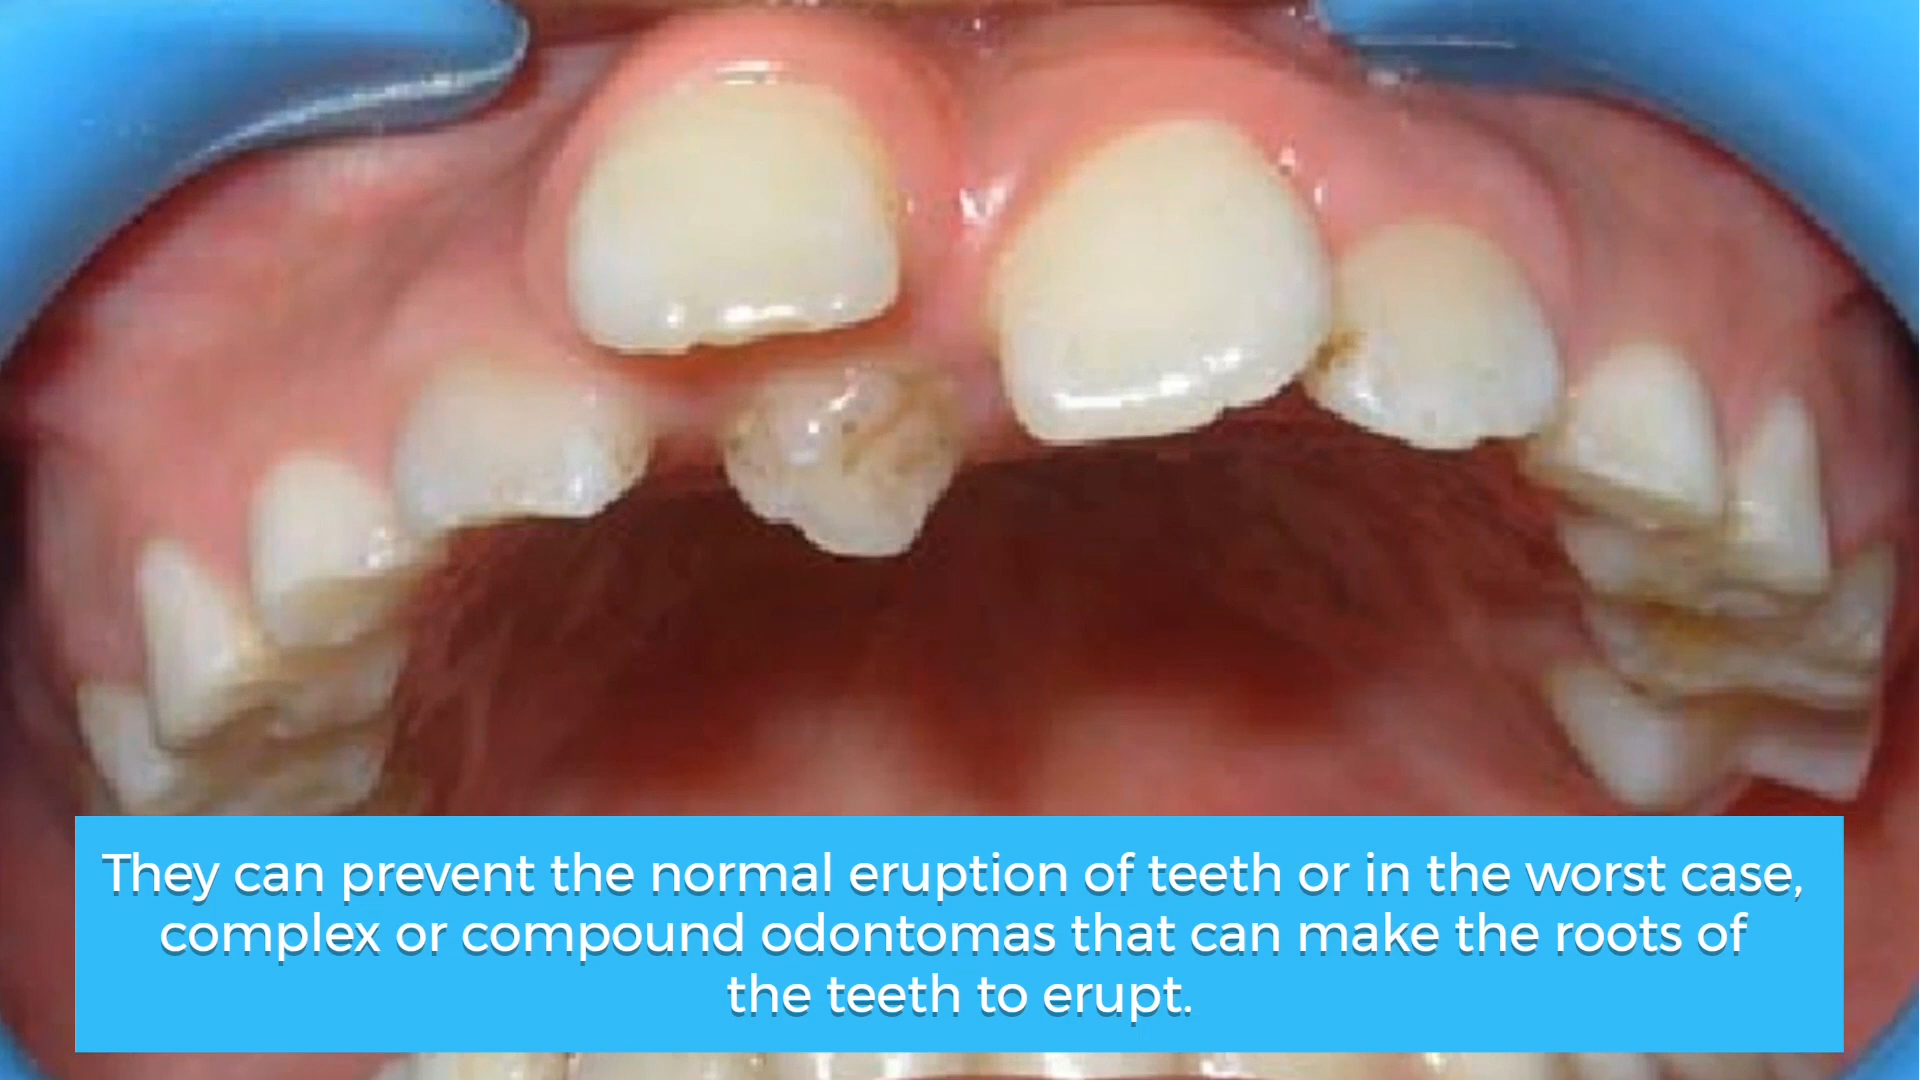 They can prevent the normal eruption of teeth or in the worst case,
complex or compound odontomas that can make the roots of
the teeth to erupt.